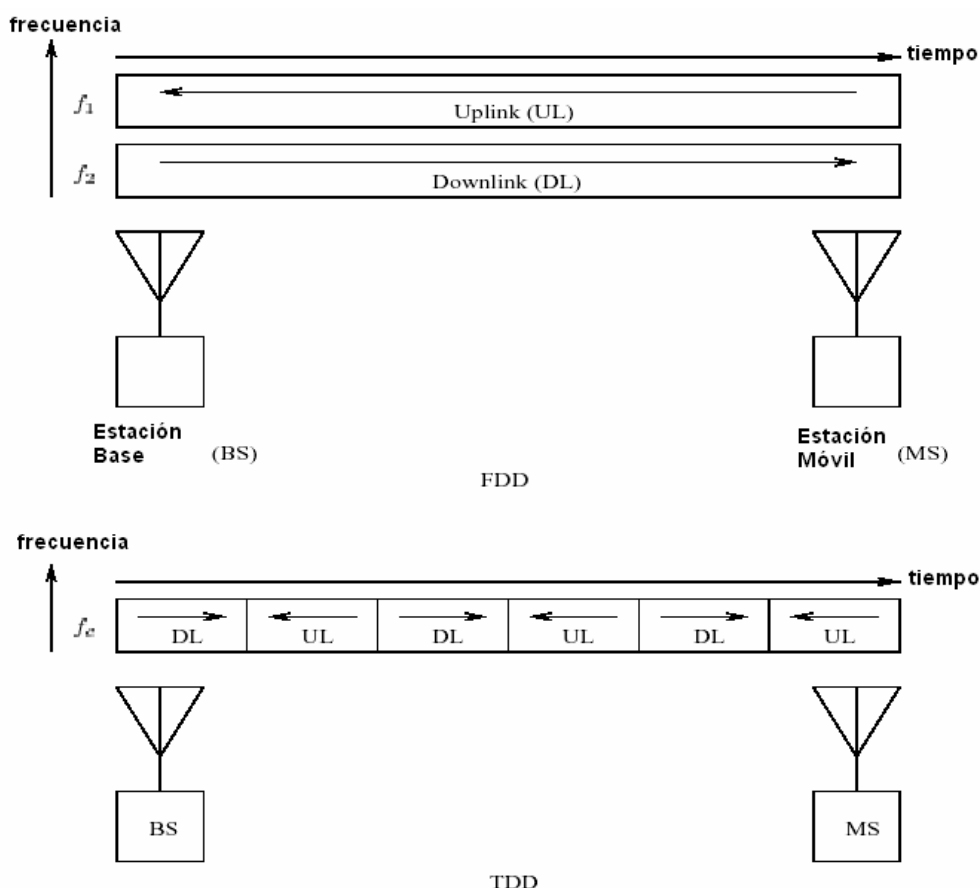 frecuencia
tiempo
f1
Uplink (UL)
f2
Downlink (DL)
Estación
Base (BS)
Estación
Móvil (MS)
FDD
frecuencia
tiempo
fc
DL UL DL UL DL UL
BS
MS
TDD